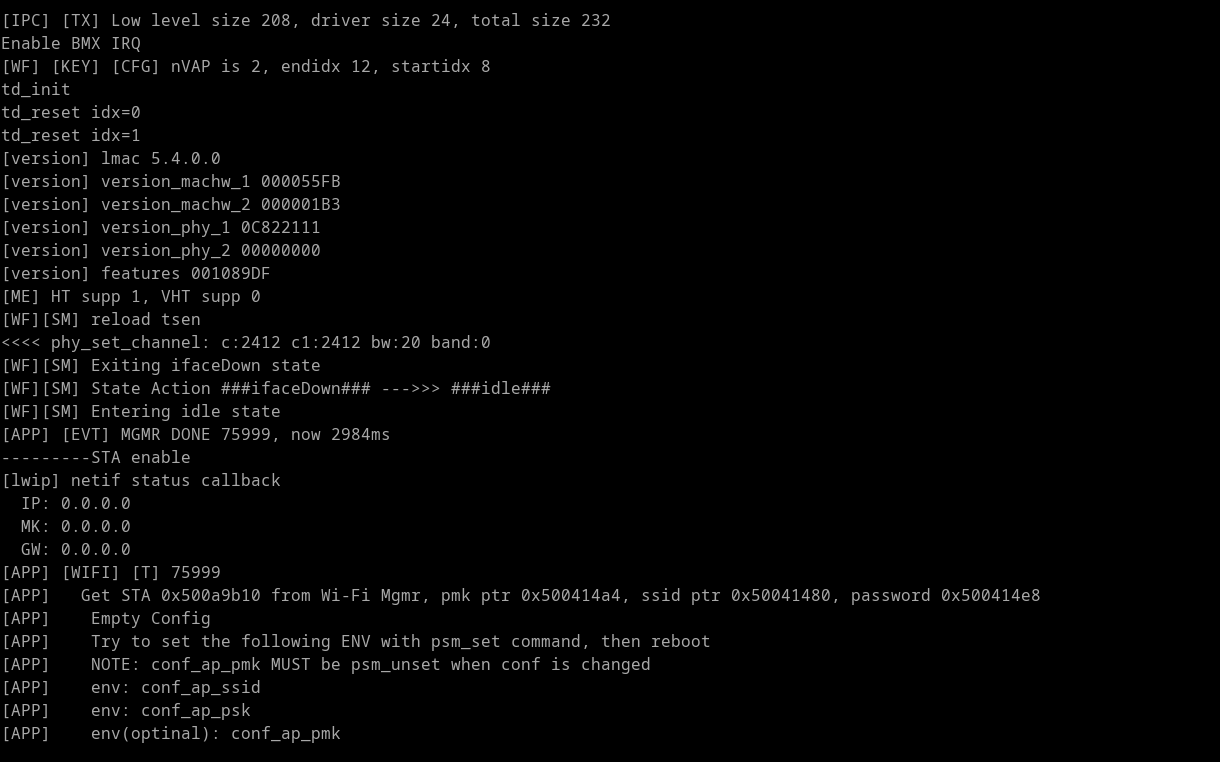 [IPC] [TX] Low level size 208, driver size 24, total size 232
Enable BMX IRQ
[WF] [KEY] [CFG] nVAP is 2, endidx 12, startidx 8
td_init
td_reset idx=0
td_reset idx=1
[version] lmac 5.4.0.0
[version] version_machw_1 000055FB
[version] version_machw_2 000001B3
[version] version_phy_1 0C822111
[version] version_phy_2 00000000
[version] features 001089DF
[ME] HT supp 1, VHT supp 0
[WF][SM] reload tsen
<<<< phy_set_channel: c:2412 c1:2412 bw:20 band:0
[WF][SM] Exiting ifaceDown state
[WF][SM] State Action ###ifaceDown### --->>> ###idle###
[WF][SM] Entering idle state
[APP] [EVT] MGMR DONE 75999, now 2984ms
---------STA enable
[lwip] netif status callback
  IP: 0.0.0.0
  MK: 0.0.0.0
  GW: 0.0.0.0
[APP] [WIFI] [T] 75999
[APP]   Get STA 0x500a9b10 from Wi-Fi Mgmr, pmk ptr 0x500414a4, ssid ptr 0x50041480, password 0x500414e8
[APP]    Empty Config
[APP]    Try to set the following ENV with psm_set command, then reboot
[APP]    NOTE: conf_ap_pmk MUST be psm_unset when conf is changed
[APP]    env: conf_ap_ssid
[APP]    env: conf_ap_psk
[APP]    env(optinal): conf_ap_pmk